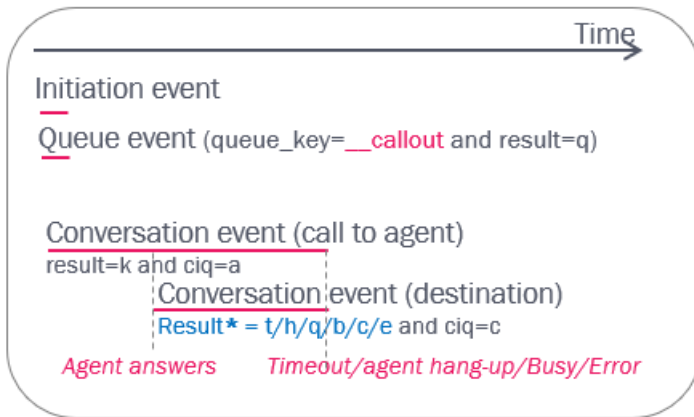 Time
Initiation event
Queue event (queue_key=__callout and result=q)
Conversation event (call to agent)
result=k and ciq=a
Conversation event (destination)
Result* = t/h/q/b/c/e and ciq=c
Agent answers
Timeout/agent hang-up/Busy/Error